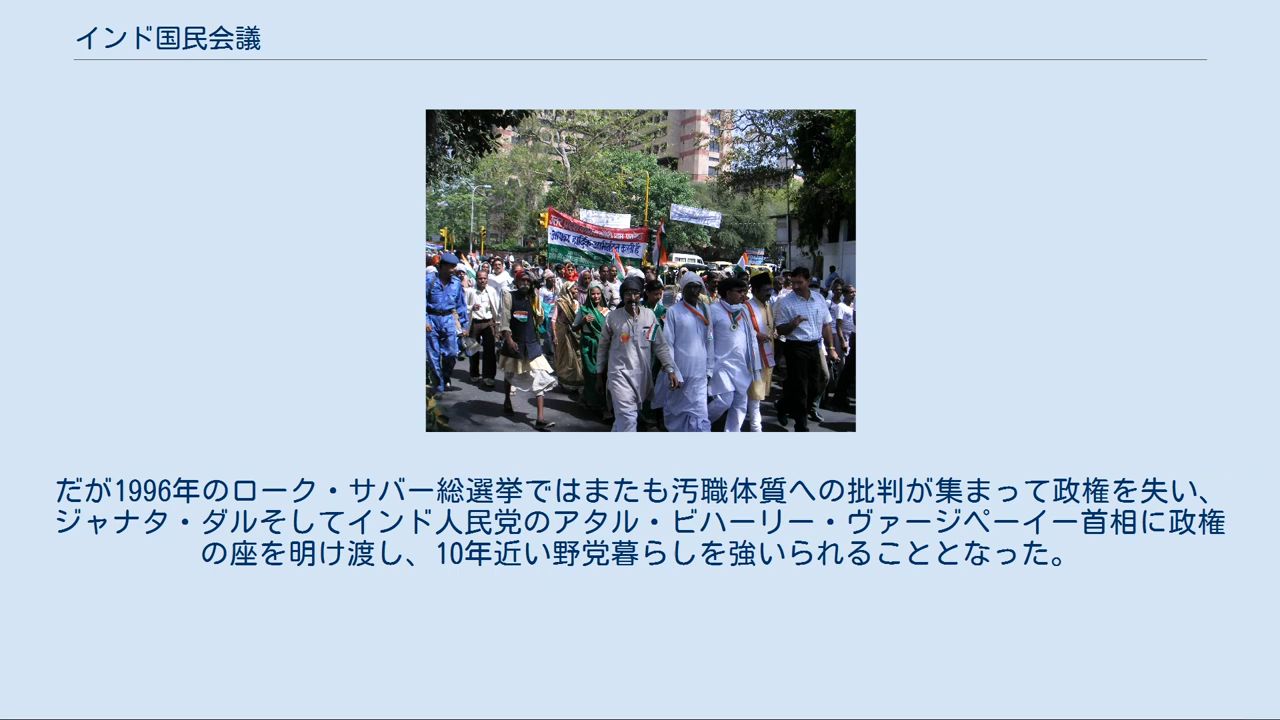 インド国民会議
だが1996年のローク・サバー総選挙ではまたも汚職体質への批判が集まって政権を失い、
ジャナタ・ダルそしてインド人民党のアタル・ビハーリー・ヴァージペーイー首相に政権
の座を明け渡し、10年近い野党暮らしを強いられることとなった。